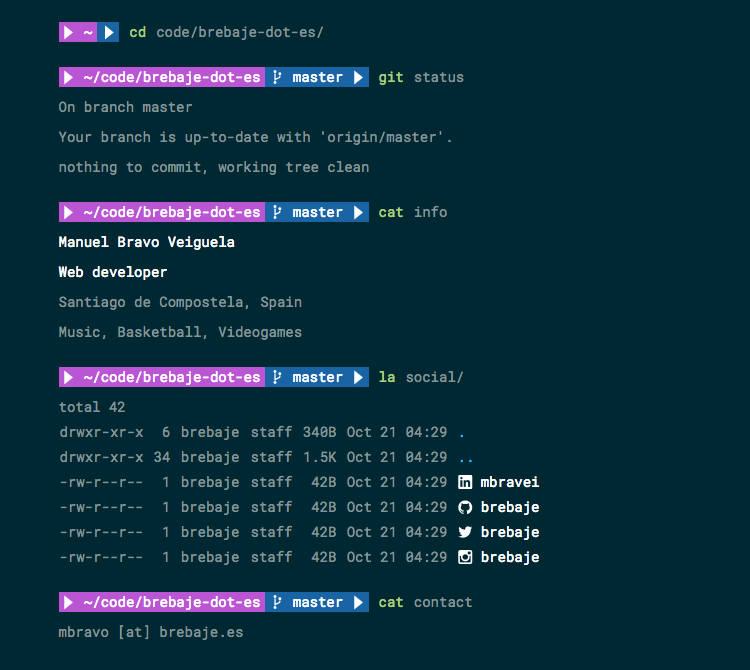 ~ cd code/brebaje-dot-es/
~/code/brebaje-dot-es master git status
On branch master
Your branch is up-to-date with 'origin/master'.
nothing to commit, working tree clean
~/code/brebaje-dot-es master cat info
Manuel Bravo Veiguela
Web developer
Santiago de Compostela, Spain
Music, Basketball, Videogames
~/code/brebaje-dot-es master la social/
total 42
drwxr-xr-x 6 brebaje staff 340B Oct 21 04:29 .
drwxr-xr-x 34 brebaje staff 1.5K Oct 21 04:29 ..
-rw-r--r-- 1 brebaje staff 42B Oct 21 04:29 in mbravei
-rw-r--r-- 1 brebaje staff 42B Oct 21 04:29 brebaje
-rw-r--r-- 1 brebaje staff 42B Oct 21 04:29 brebaje
-rw-r--r-- 1 brebaje staff 42B Oct 21 04:29 brebaje
~/code/brebaje-dot-es master cat contact
mbravo [at] brebaje.es